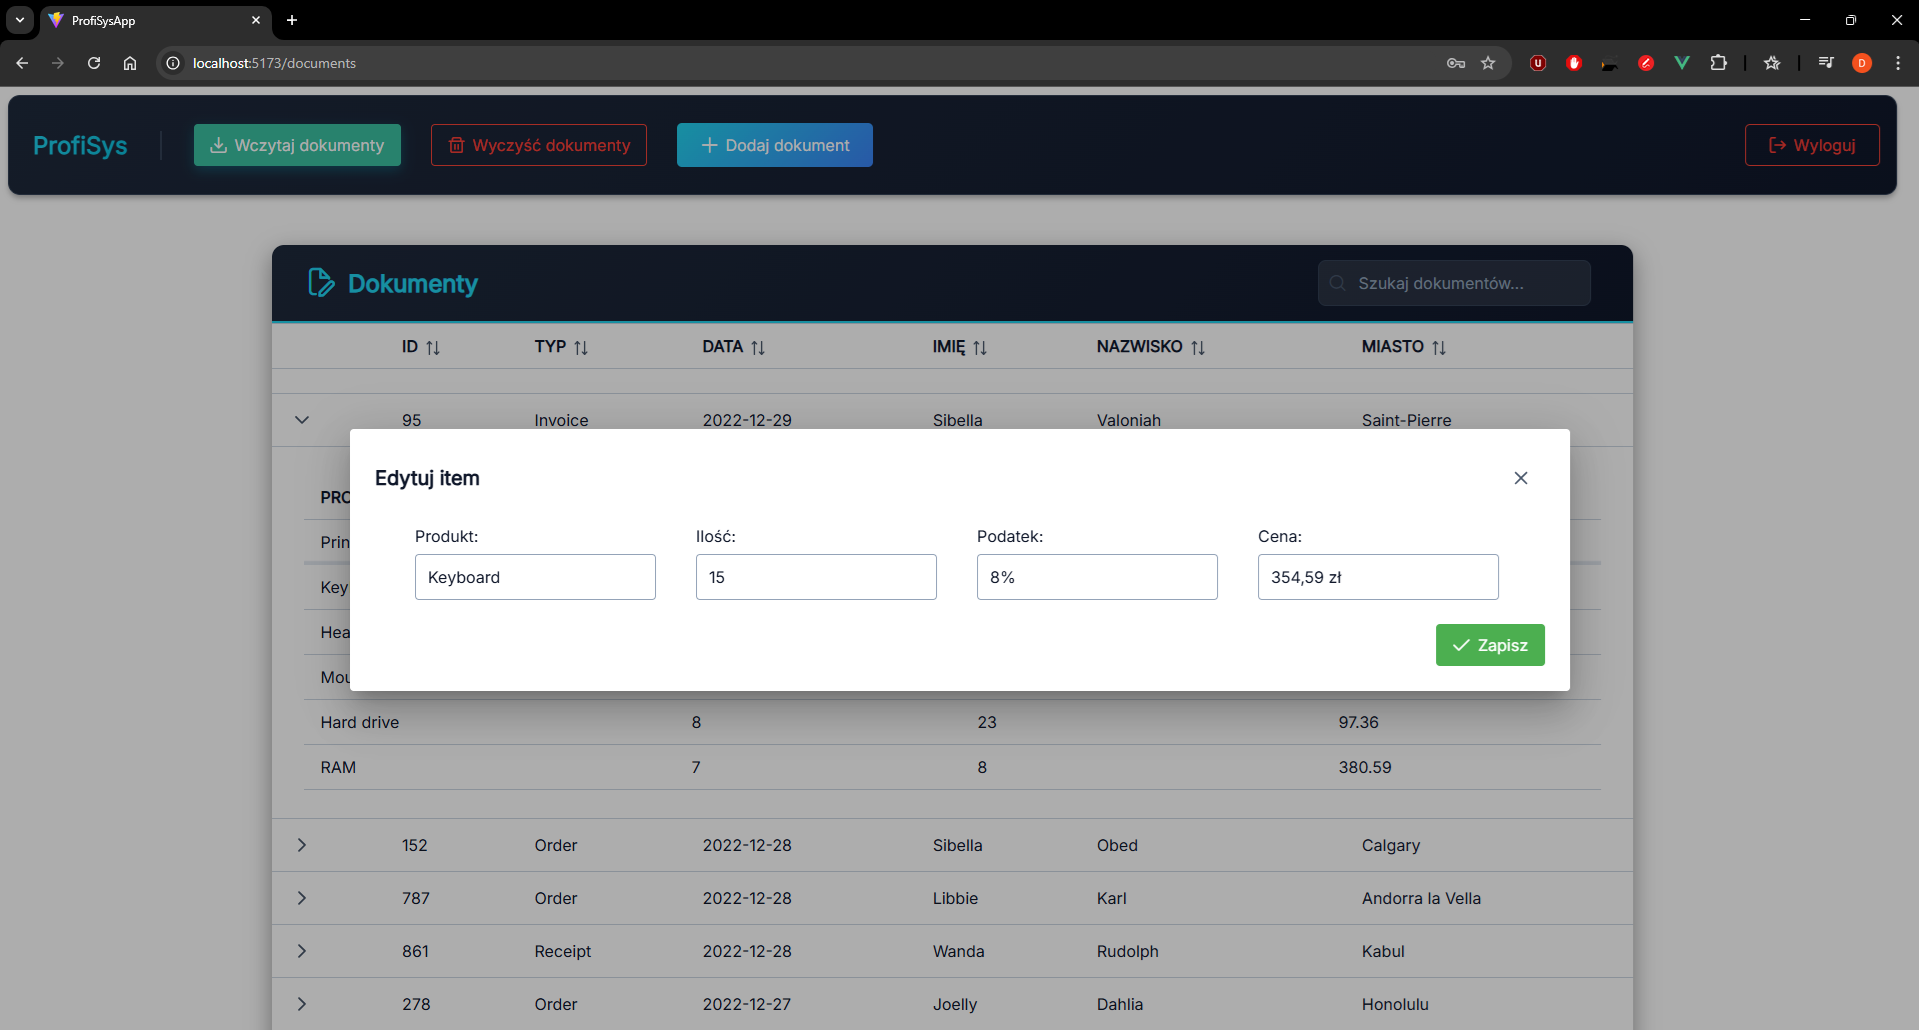 ProfiSysApp
localhost:5173/documents
D
ProfiSys
Wczytaj dokumenty
Wyczyść dokumenty
Dodaj dokument
Wyloguj
Dokumenty
Szukaj dokumentów...
ID TYP DATA IMIĘ NAZWISKO MIASTO
95 Invoice 2022-12-29 Sibella Valoniah Saint-Pierre
Edytuj item
PRO
Produkt: Ilość: Podatek: Cena:
Prin
Keyboard 15 8% 354,59 zł
Key
Hea
Zapisz
Mou
Hard drive 8 23 97.36
RAM 7 8 380.59
152 Order 2022-12-28 Sibella Obed Calgary
787 Order 2022-12-28 Libbie Karl Andorra la Vella
861 Receipt 2022-12-28 Wanda Rudolph Kabul
278 Order 2022-12-27 Joelly Dahlia Honolulu